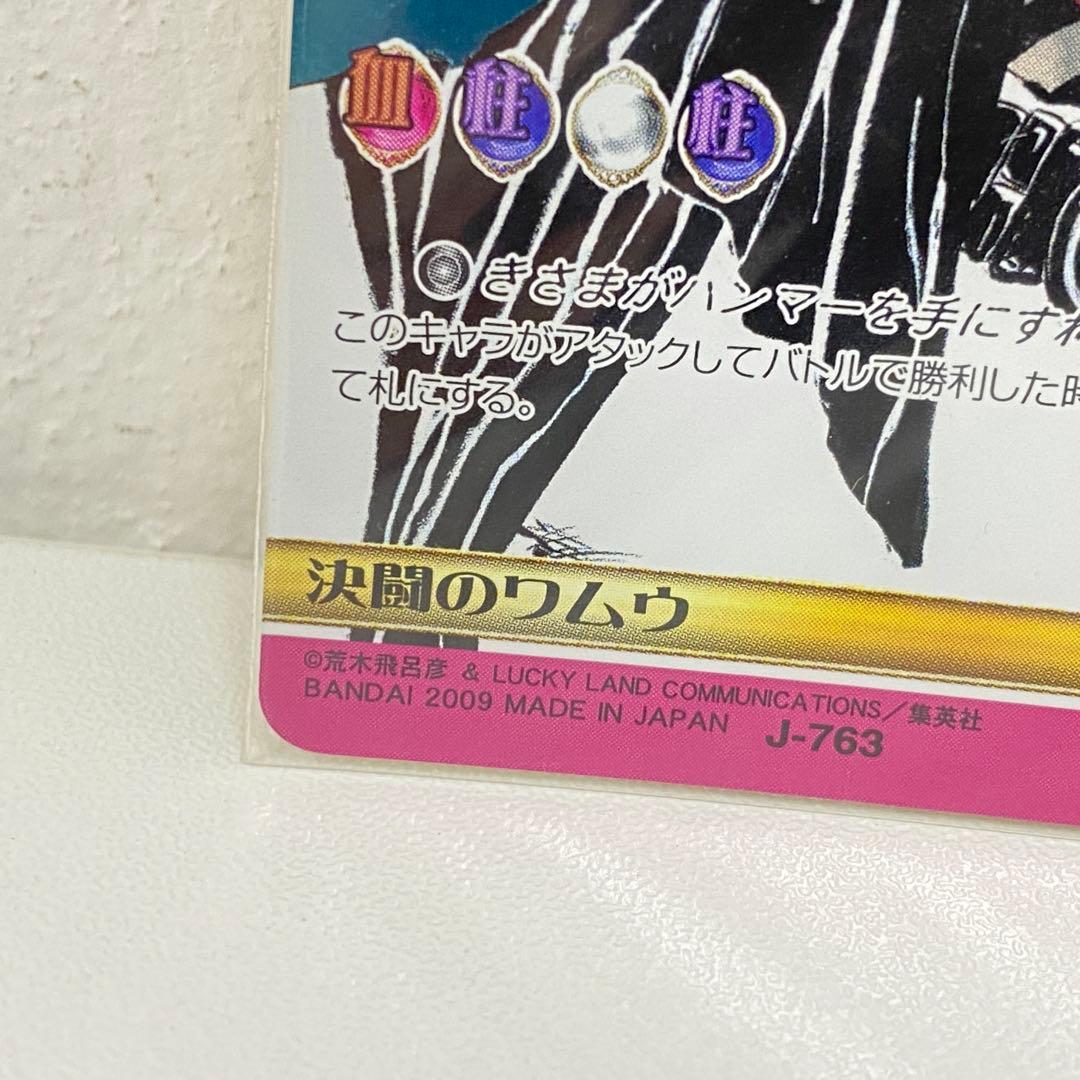 血 柱 柱
きさまがハンマーを手にすれ
このキャラがアタックしてバトルで勝利した時
て札にする。
決闘のワムウ
©荒木飛呂彦 & LUCKY LAND COMMUNICATIONS／集英社
BANDAI 2009 MADE IN JAPAN J-763